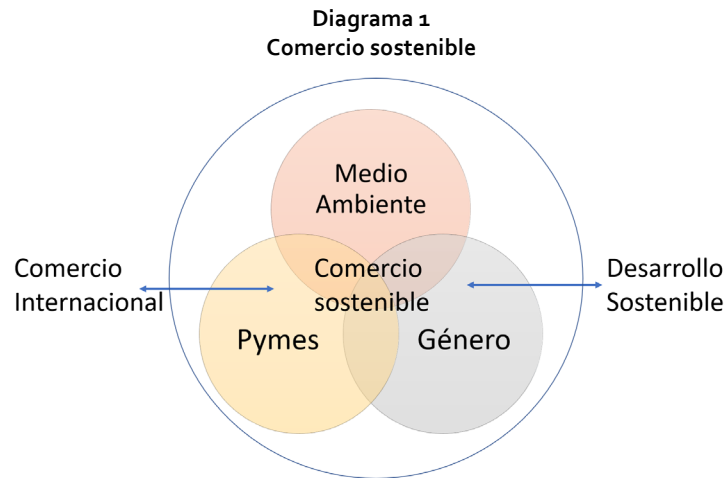 Diagrama 1
Comercio sostenible
Medio
Ambiente
Comercio
Internacional
Comercio
sostenible
Desarrollo
Sostenible
Pymes
Género